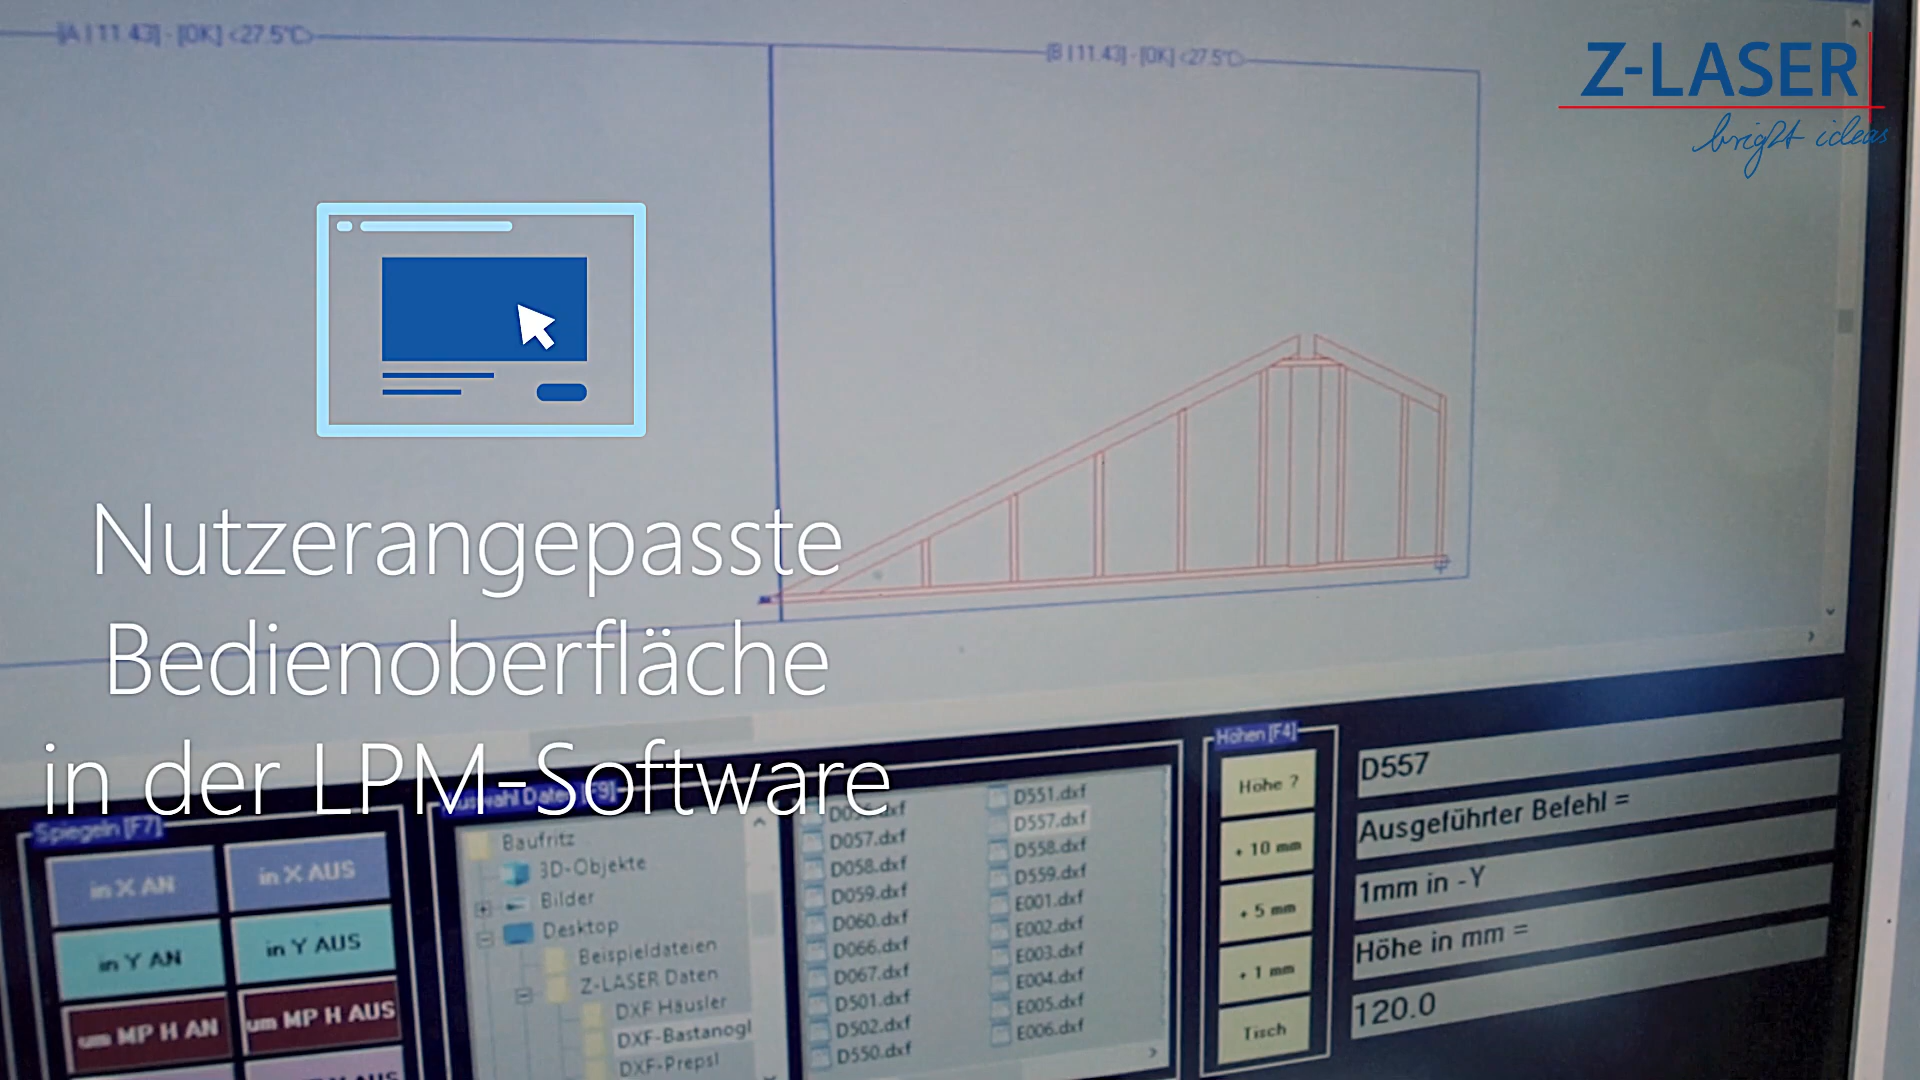 [A | 11.43] - [OK] <27.5°C>
[B | 11.43] - [OK] <27.5°C>
Z-LASER
bright ideas
Nutzerangepasste
Bedienoberfläche
in der LPM-Software
Spiegeln [F7]
in X AN
in X AUS
in Y AN
in Y AUS
um MP H AN
um MP H AUS
AUS
Auswahl Daten [F9]
Baufritz
3D-Objekte
Bilder
Desktop
Beispieldateien
Z-LASER Daten
DXF Häusler
DXF-Bastanogl
DXF-Prepsl
D057.dxf
D058.dxf
D059.dxf
D060.dxf
D066.dxf
D067.dxf
D501.dxf
D502.dxf
D550.dxf
D551.dxf
D557.dxf
D558.dxf
D559.dxf
E001.dxf
E002.dxf
E003.dxf
E004.dxf
E005.dxf
E006.dxf
Höhen [F4]
Höhe ?
+ 10 mm
+ 5 mm
+ 1 mm
Tisch
D557
Ausgeführter Befehl =
1mm in -Y
Höhe in mm =
120.0